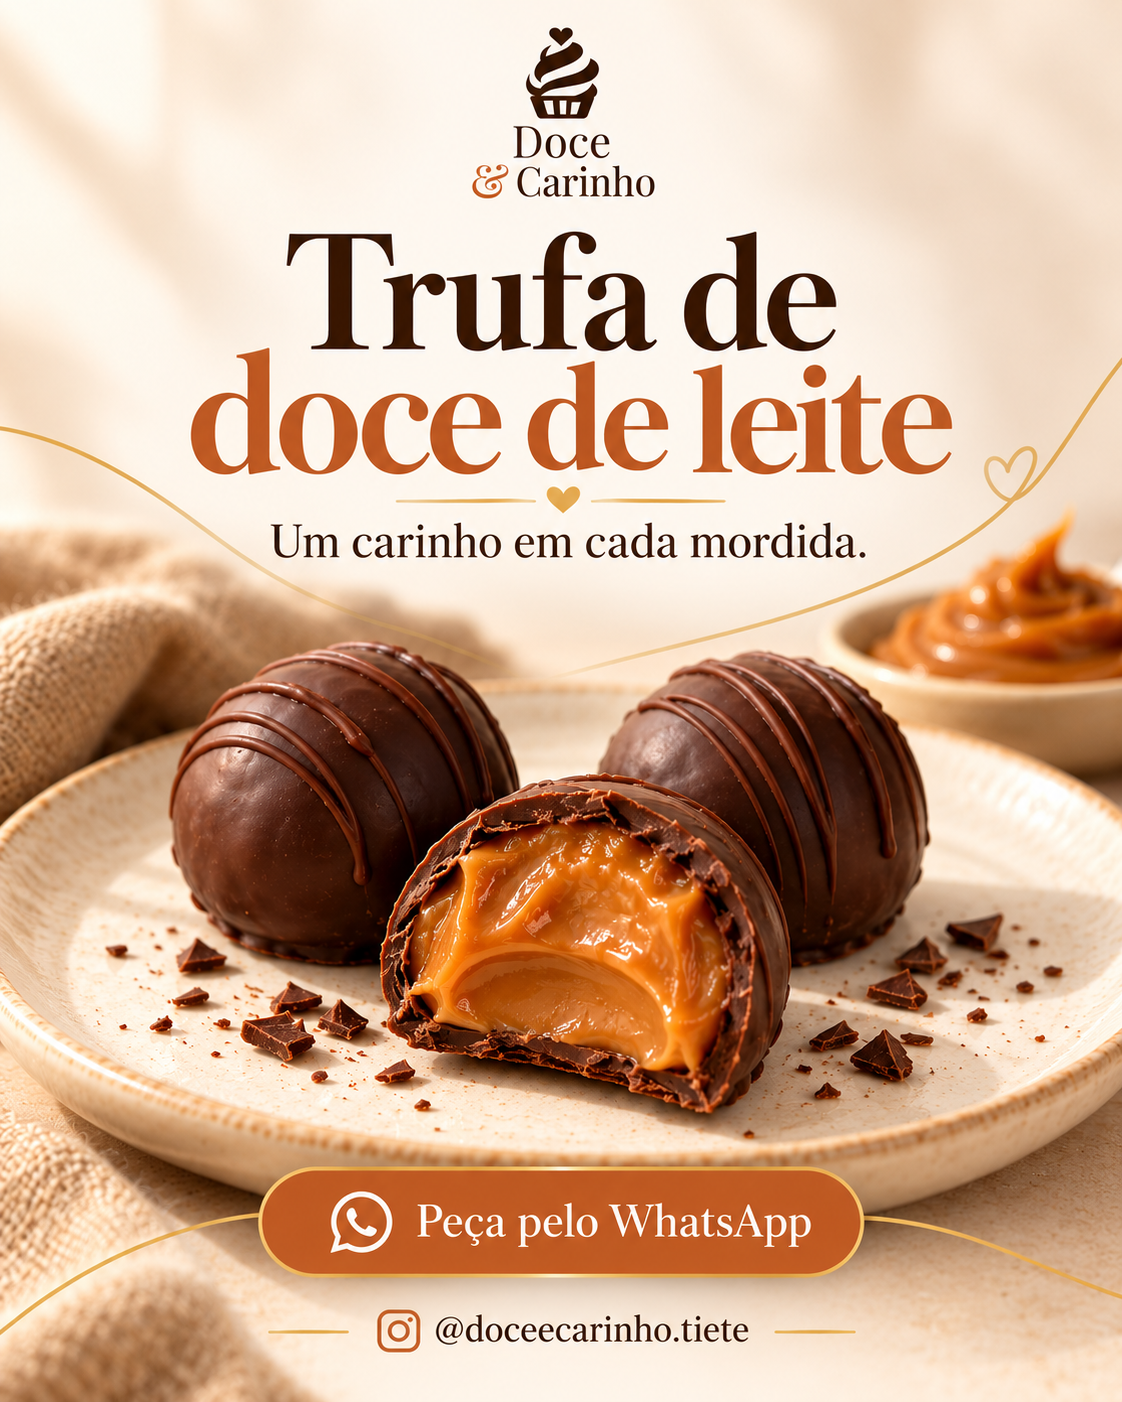 Doce
& Carinho
Trufa de
doce de leite
Um carinho em cada mordida.
Peça pelo WhatsApp
@doceecarinho.tiete